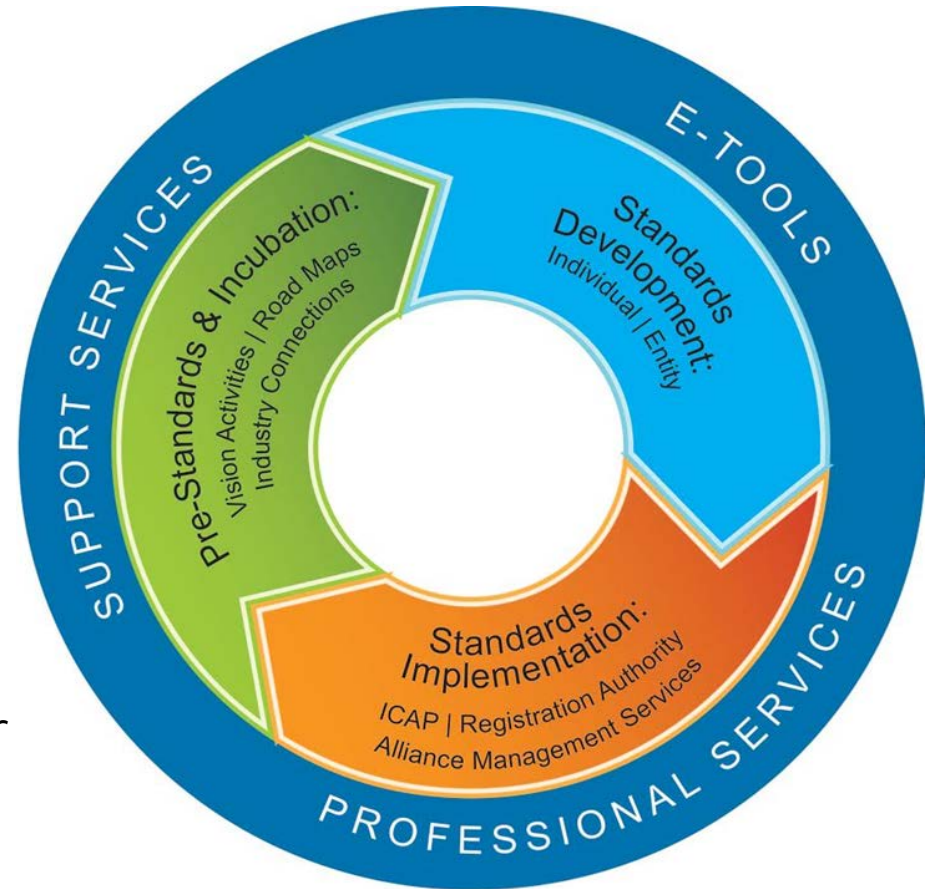 SUPPORT SERVICES
E-TOOLS
PROFESSIONAL SERVICES
Pre-Standards & Incubation:
Vision Activities | Road Maps
Industry Connections
Standards
Development:
Individual | Entity
Standards
Implementation:
ICAP | Registration Authority
Alliance Management Services